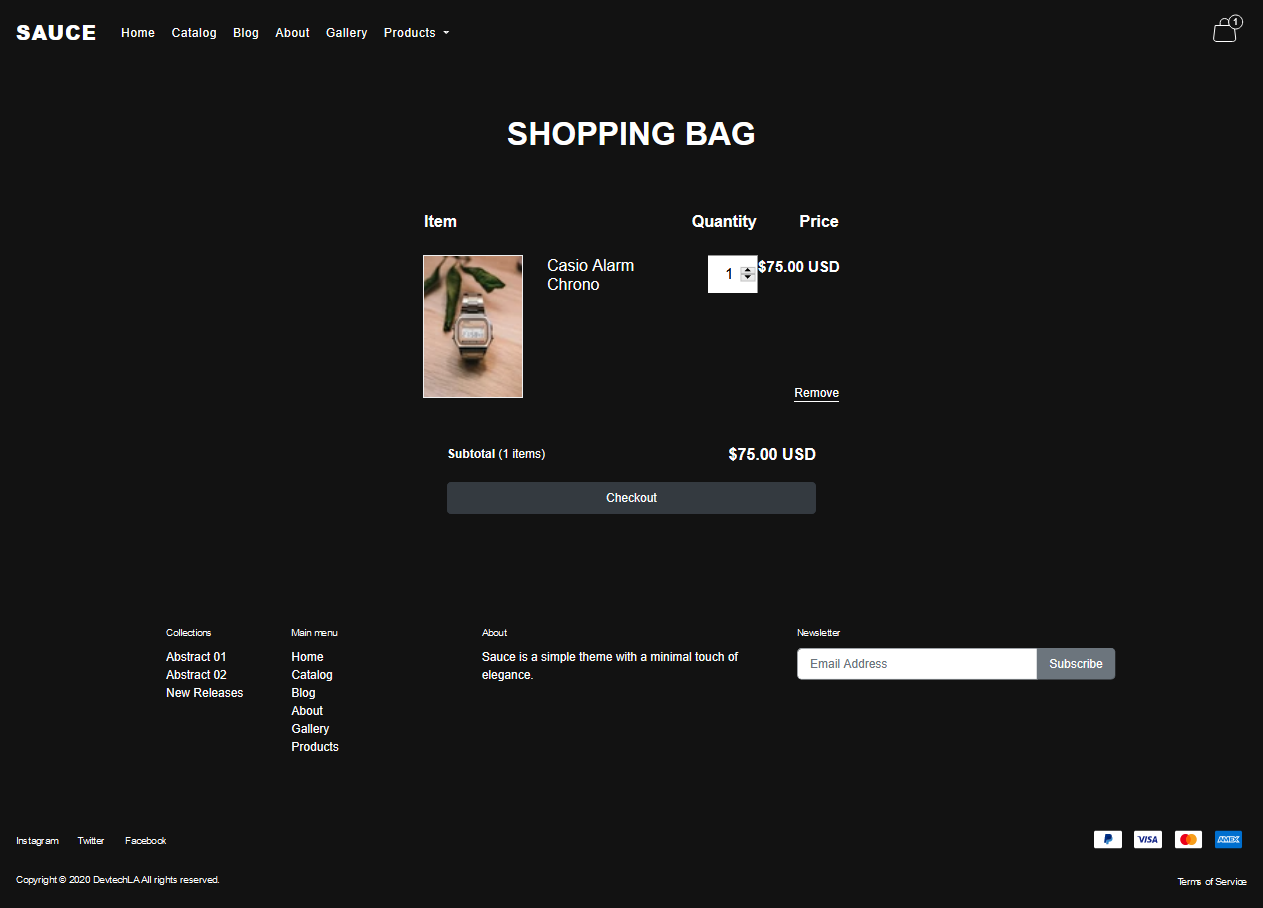 SAUCE Home Catalog Blog About Gallery Products 1
SHOPPING BAG
Item Quantity Price
Casio Alarm
Chrono
1
$75.00 USD
Remove
Subtotal (1 items) $75.00 USD
Checkout
Collections
Abstract 01
Abstract 02
New Releases
Main menu
Home
Catalog
Blog
About
Gallery
Products
About
Sauce is a simple theme with a minimal touch of
elegance.
Newsletter
Email Address Subscribe
Instagram Twitter Facebook
VISA AMEX
Copyright © 2020 DevtechLA All rights reserved.
Terms of Service